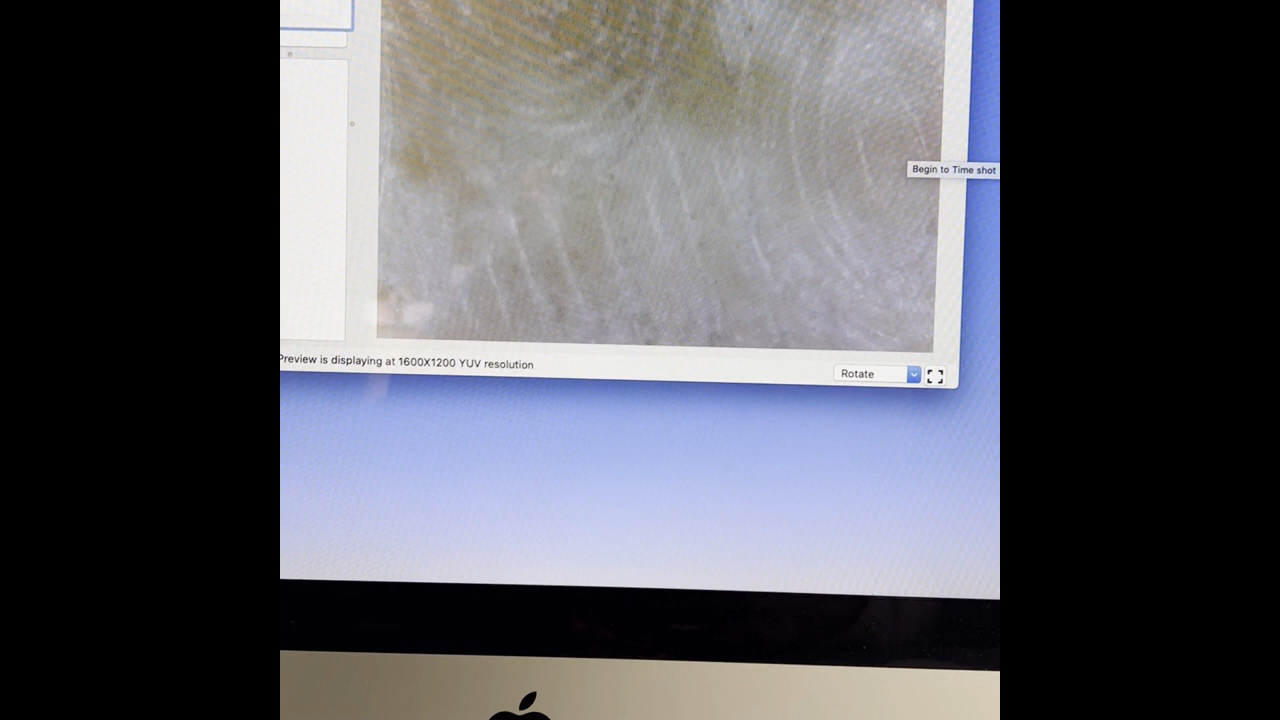 Begin to Time shot
Preview is displaying at 1600X1200 YUV resolution
Rotate